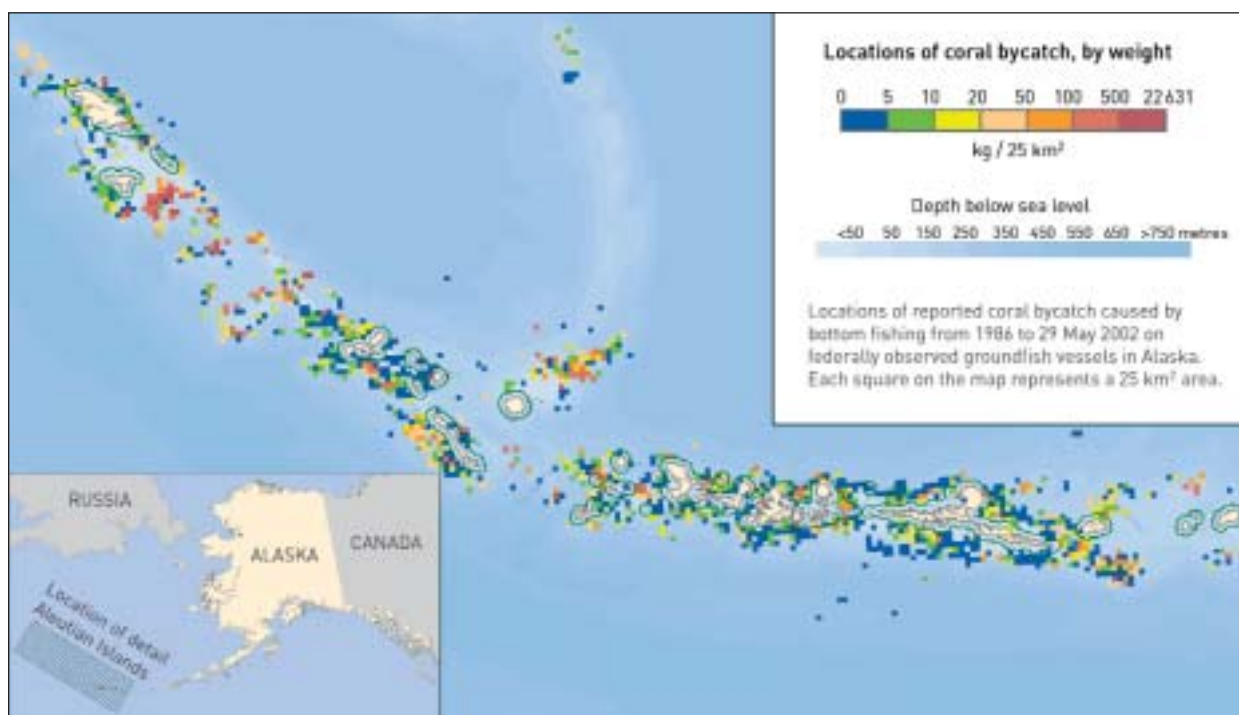 Locations of coral bycatch, by weight
0 5 10 20 50 100 500 22 631
kg / 25 km²
Depth below sea level
<50 50 150 250 350 450 550 650 >750 metres
Locations of reported coral bycatch caused by
bottom fishing from 1986 to 29 May 2002 on
federally observed groundfish vessels in Alaska.
Each square on the map represents a 25 km² area.
RUSSIA
ALASKA
CANADA
Location of detail
Aleutian Islands